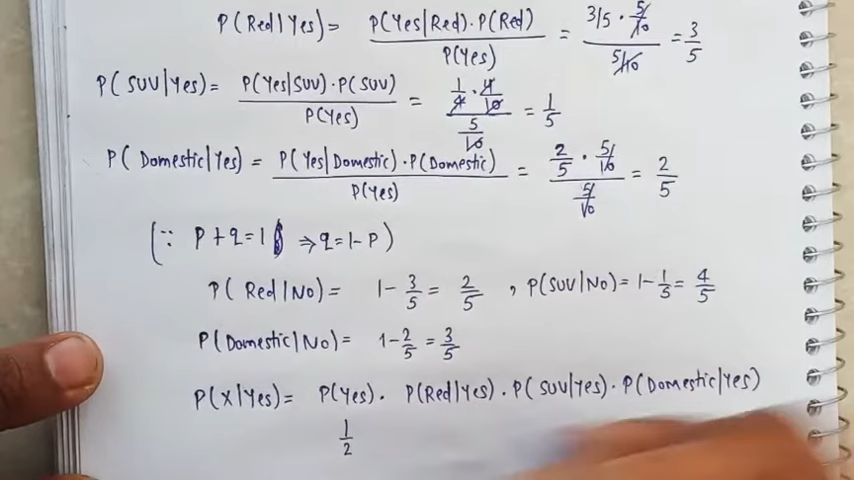 P(Red|Yes) = P(Yes|Red)·P(Red) / P(Yes) = 3/5 · 5/10 / 5/10 = 3/5
P(SUV|Yes) = P(Yes|SUV)·P(SUV) / P(Yes) = 1/4 · 4/10 / 5/10 = 1/5
P(Domestic|Yes) = P(Yes|Domestic)·P(Domestic) / P(Yes) = 2/5 · 5/10 / 5/10 = 2/5
(∵ P+q=1 ⇒ q=1-P)
P(Red|No) = 1 - 3/5 = 2/5 , P(SUV|No) = 1 - 1/5 = 4/5
P(Domestic|No) = 1 - 2/5 = 3/5
P(X|Yes) = P(Yes). P(Red|Yes). P(SUV|Yes). P(Domestic|Yes)
1/2